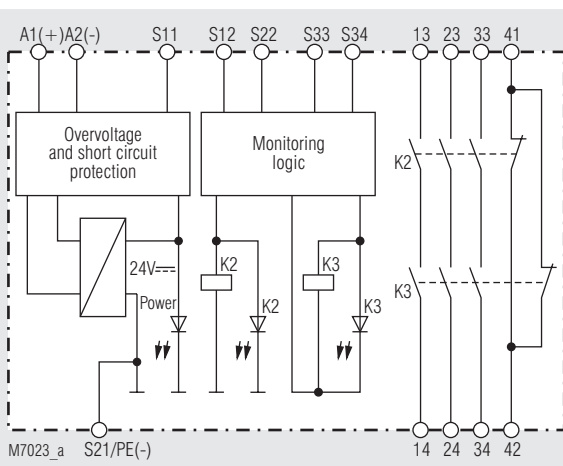 A1(+)A2(-) S11 S12 S22 S33 S34 13 23 33 41
Overvoltage
and short circuit
protection
Monitoring
logic
K2
24V
K2
K3
Power
K2
K3
K3
M7023_a S21/PE(-) 14 24 34 42